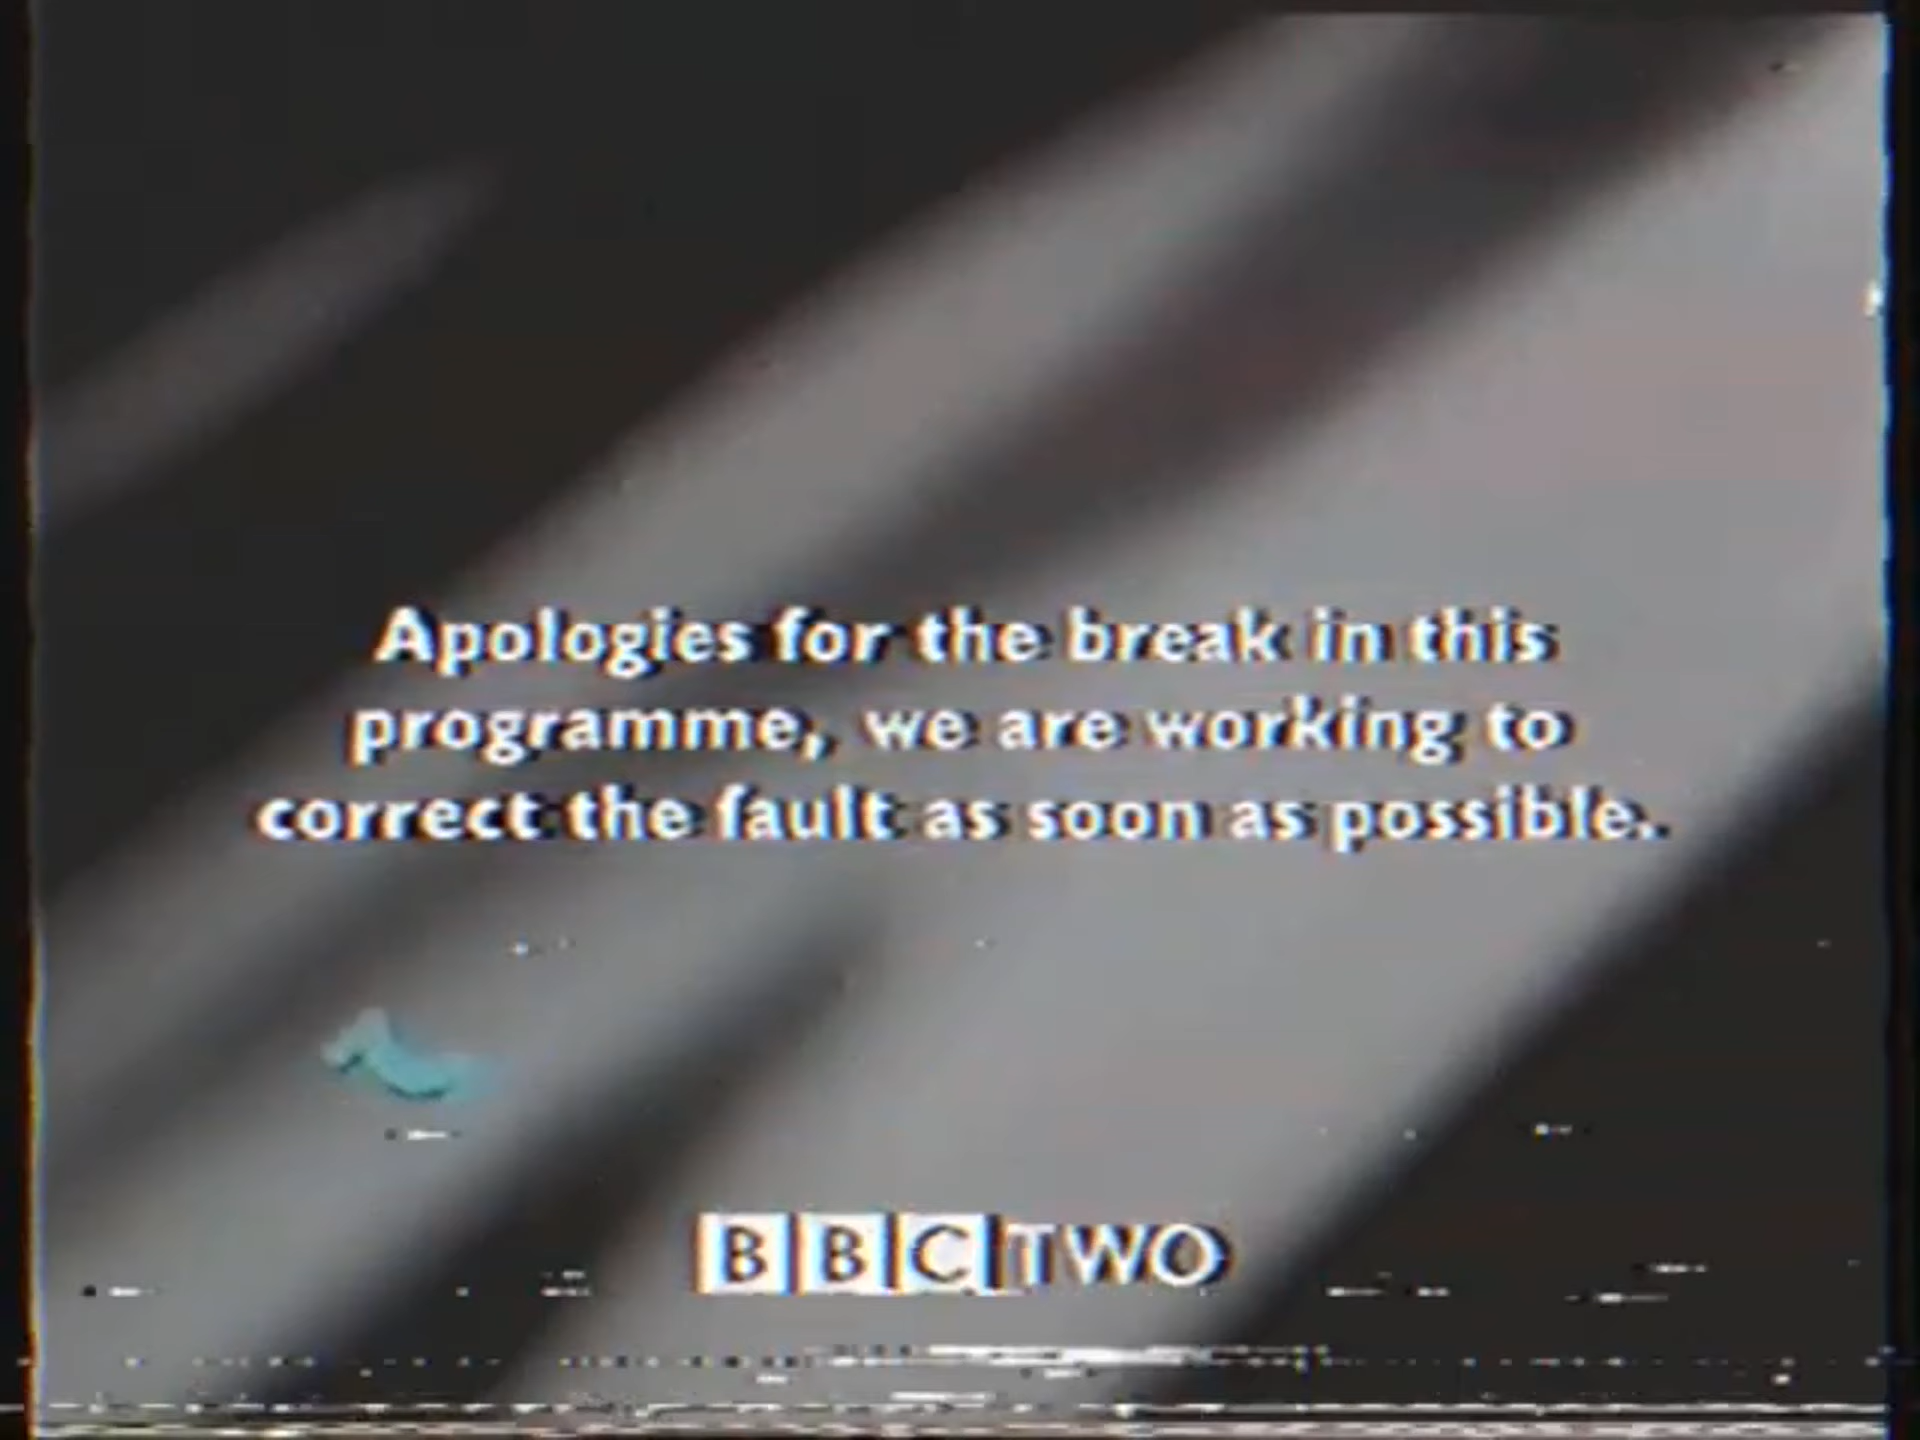 Apologies for the break in this
programme, we are working to
correct the fault as soon as possible..
BBC TWO